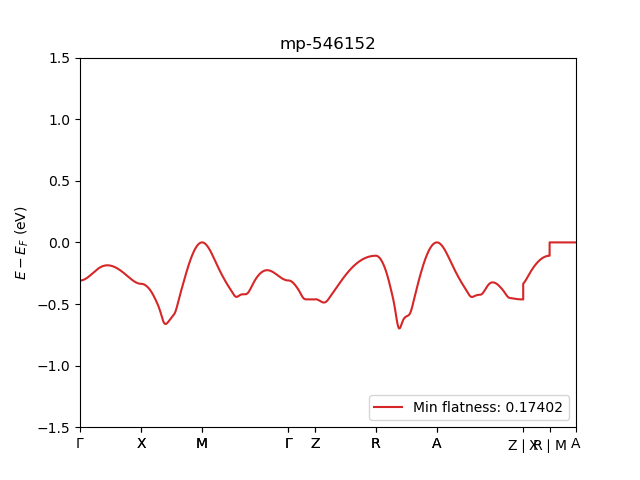 mp-546152
1.5
1.0
0.5
0.0
−0.5
−1.0
−1.5
E − E_F (eV)
Min flatness: 0.17402
Γ X M Γ Z R A Z | X R | M A